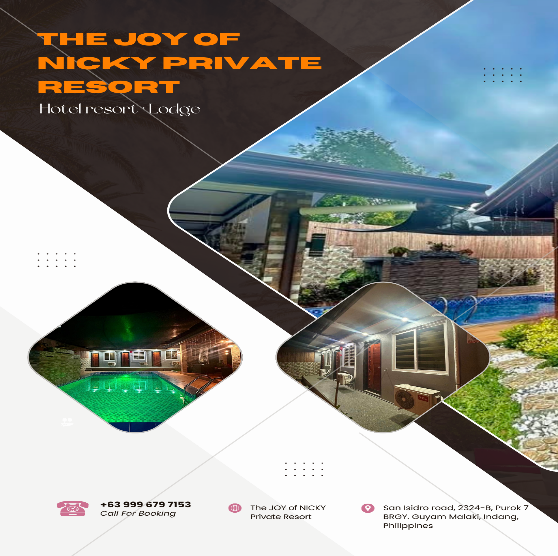 THE JOY OF
NICKY PRIVATE
RESORT
Hotel resort · Lodge
+63 999 679 7153
Call For Booking
The JOY of NICKY
Private Resort
San Isidro road, 2324-B, Purok 7
BRGY. Guyam Malaki, Indang,
Philippines